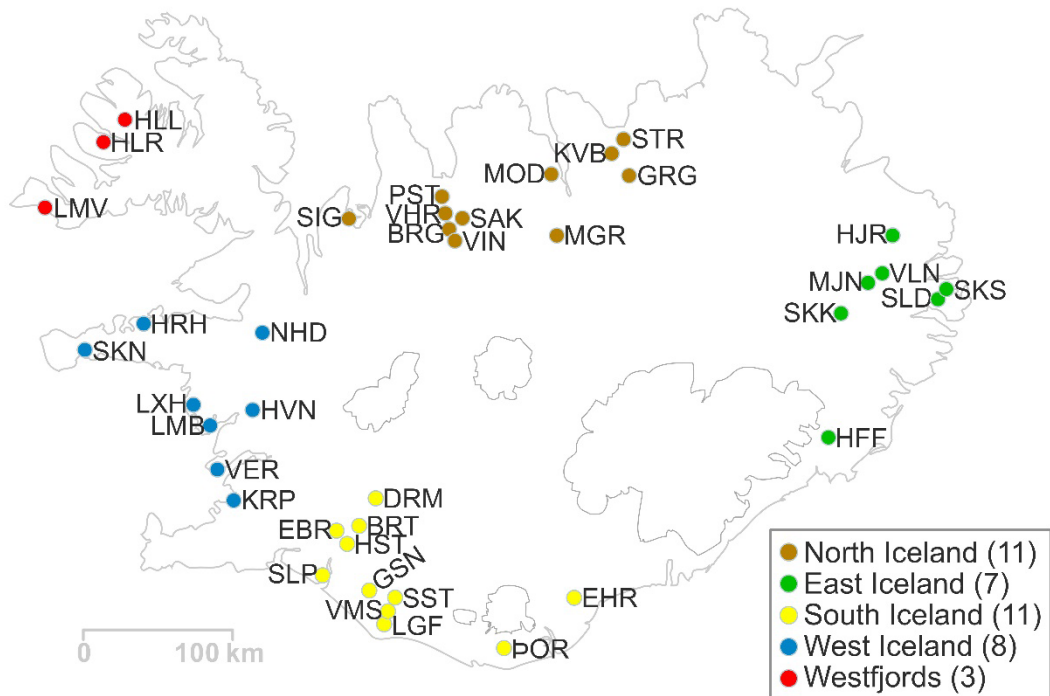 HLL
HLR
LMV
STR
KVB
GRG
MOD
PST
VHR
SAK
SIG
BRG
VIN
MGR
HJR
VLN
MJN
SKS
SLD
SKK
HRH
NHD
SKN
LXH
HVN
LMB
HFF
VER
KRP
DRM
EBR
BRT
HST
SLP
GSN
SST
VMS
LGF
EHR
ÞOR
0 100 km
North Iceland (11)
East Iceland (7)
South Iceland (11)
West Iceland (8)
Westfjords (3)